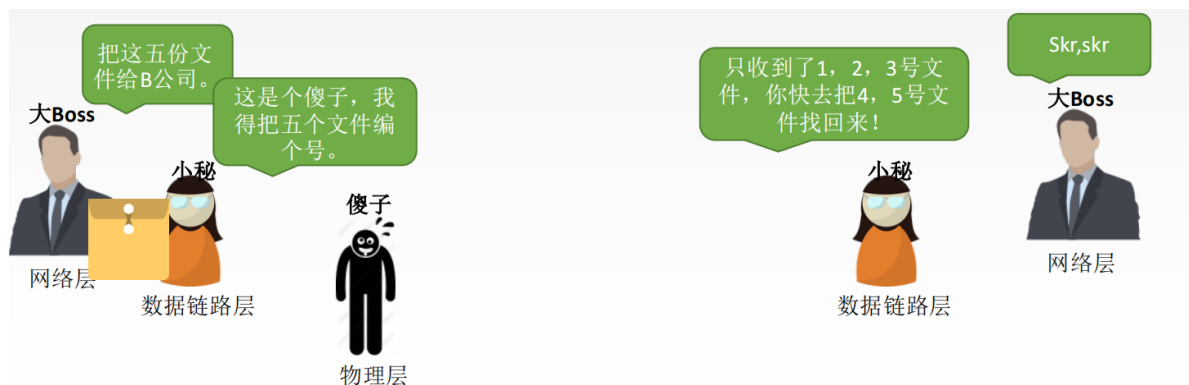 把这五份文
件给B公司。
大Boss
这是个傻子，我
得把五个文件编
个号。
小秘
傻子
网络层
数据链路层
物理层
Skr,skr
只收到了1，2，3号文
件，你快去把4，5号文
件找回来！
大Boss
小秘
网络层
数据链路层